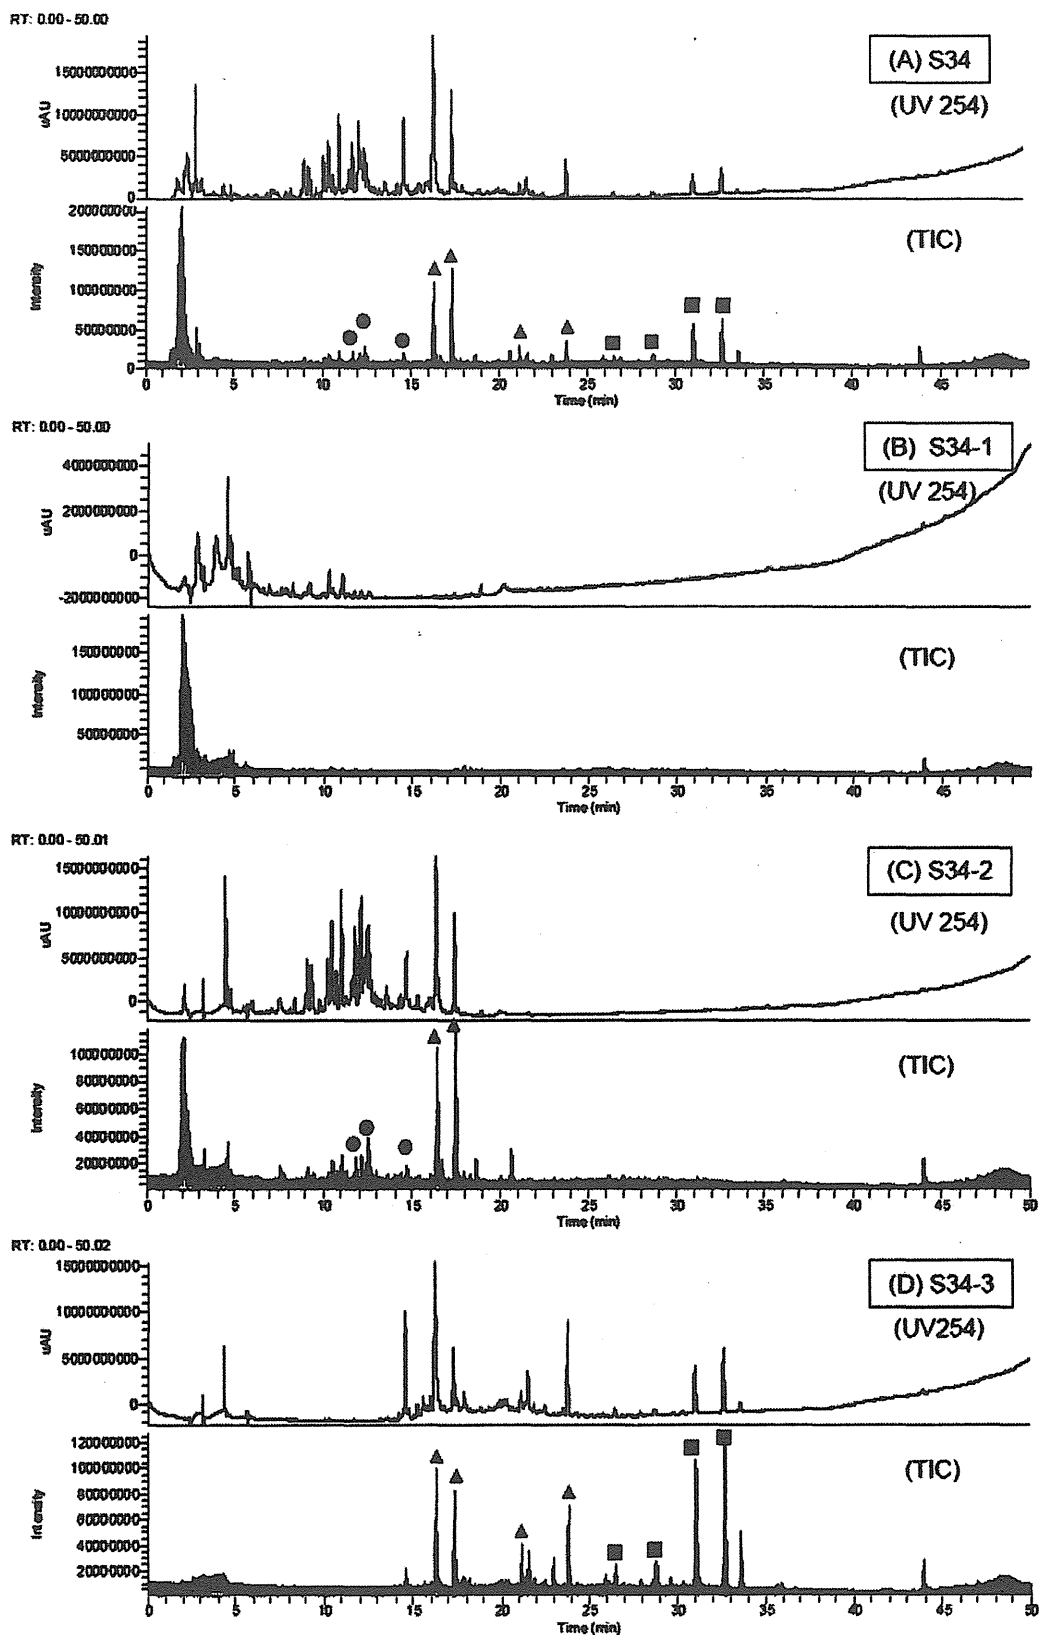 RT: 0.00 - 50.00
(A) S34
(UV 254)
uAU
15000000000
10000000000
5000000000
0
(TIC)
Intensity
200000000
150000000
100000000
50000000
0
0 5 10 15 20 25 30 35 40 45
Time (min)
RT: 0.00 - 50.00
(B) S34-1
(UV 254)
uAU
4000000000
2000000000
0
-2000000000
(TIC)
Intensity
150000000
100000000
50000000
0 5 10 15 20 25 30 35 40 45 50
Time (min)
RT: 0.00 - 50.01
(C) S34-2
(UV 254)
uAU
15000000000
10000000000
5000000000
0
(TIC)
Intensity
100000000
80000000
60000000
40000000
20000000
0 5 10 15 20 25 30 35 40 45 50
Time (min)
RT: 0.00 - 50.02
(D) S34-3
(UV254)
uAU
15000000000
10000000000
5000000000
0
(TIC)
Intensity
120000000
100000000
80000000
60000000
40000000
20000000
0 5 10 15 20 25 30 35 40 45 50
Time (min)